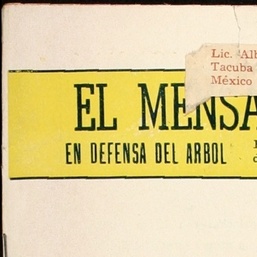 Lic. Alb
Tacuba
México
EL MENSA
EN DEFENSA DEL ARBOL